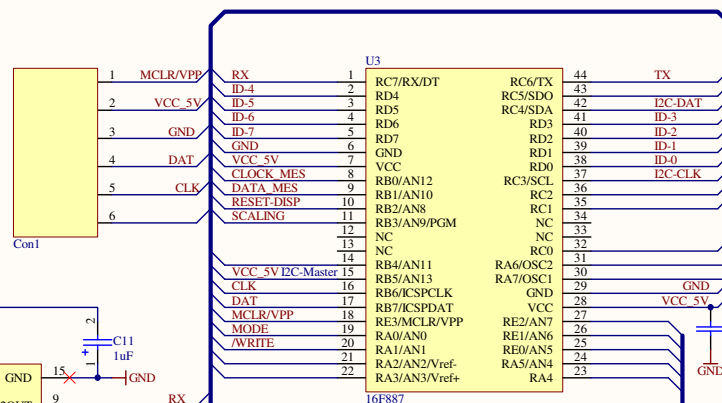 U3
1 MCLR/VPP RX 1 RC7/RX/DT RC6/TX 44 TX
ID-4 2 RD4 RC5/SDO 43
2 VCC_5V ID-5 3 RD5 RC4/SDA 42 I2C-DAT
ID-6 4 RD6 RD3 41 ID-3
3 GND ID-7 5 RD7 RD2 40 ID-2
GND 6 GND RD1 39 ID-1
4 DAT VCC_5V 7 VCC RD0 38 ID-0
CLOCK_MES 8 RB0/AN12 RC3/SCL 37 I2C-CLK
5 CLK DATA_MES 9 RB1/AN10 RC2 36
RESET-DISP 10 RB2/AN8 RC1 35
6 SCALING 11 RB3/AN9/PGM NC 34
12 NC NC 33
Con1 13 NC RC0 32
14 RB4/AN11 RA6/OSC2 31
VCC_5V I2C-Master 15 RB5/AN13 RA7/OSC1 30
CLK 16 RB6/ICSPCLK GND 29 GND
DAT 17 RB7/ICSPDAT VCC 28 VCC_5V
MCLR/VPP 18 RE3/MCLR/VPP RE2/AN7 27
2 MODE 19 RA0/AN0 RE1/AN6 26
C11 /WRITE 20 RA1/AN1 RE0/AN5 25
+ 1uF 21 RA2/AN2/Vref- RA5/AN4 24
1 22 RA3/AN3/Vref+ RA4 23
GND
GND 15 GND
16F887
9 RX